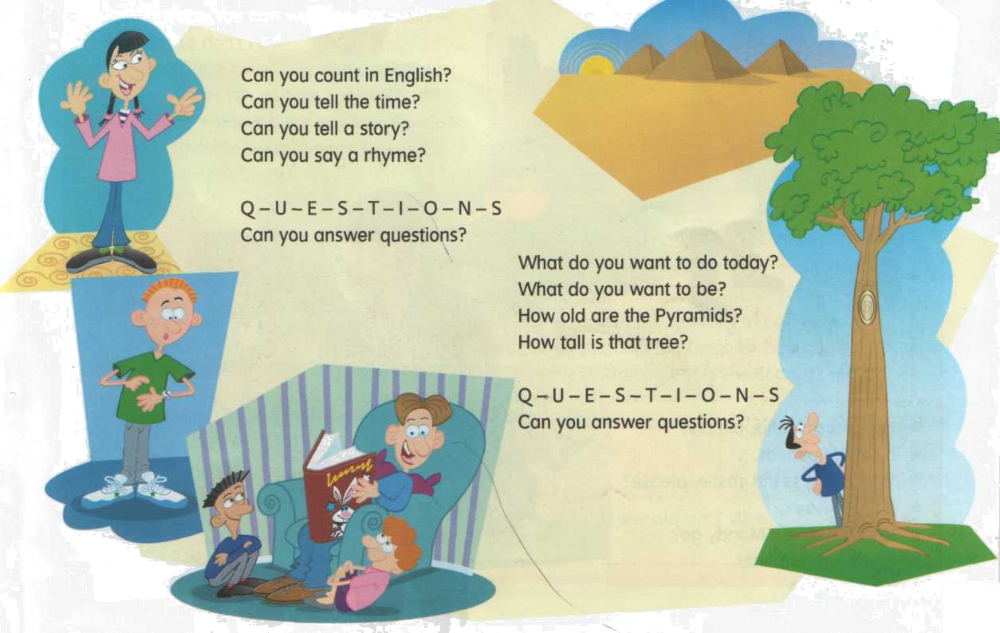 Can you count in English?
Can you tell the time?
Can you tell a story?
Can you say a rhyme?
Q – U – E – S – T – I – O – N – S
Can you answer questions?
What do you want to do today?
What do you want to be?
How old are the Pyramids?
How tall is that tree?
Q – U – E – S – T – I – O – N – S
Can you answer questions?